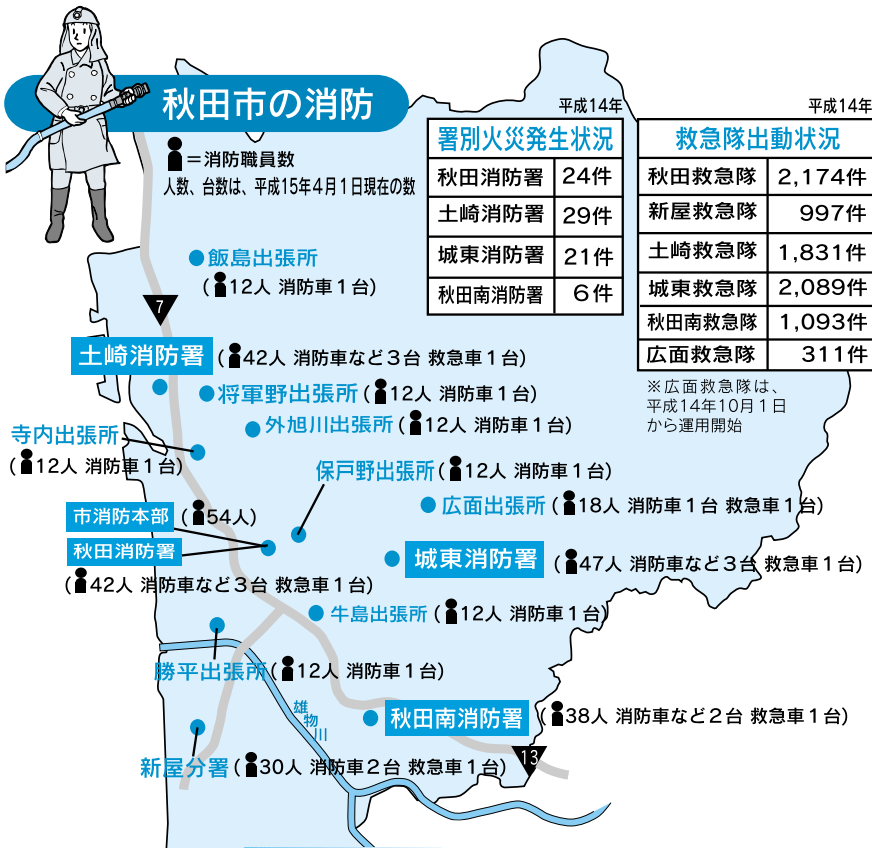 秋田市の消防
=消防職員数
人数、台数は、平成15年4月1日現在の数
平成14年
署別火災発生状況
秋田消防署 24件
土崎消防署 29件
城東消防署 21件
秋田南消防署 6件
平成14年
救急隊出動状況
秋田救急隊 2,174件
新屋救急隊 997件
土崎救急隊 1,831件
城東救急隊 2,089件
秋田南救急隊 1,093件
広面救急隊 311件
※広面救急隊は、
平成14年10月1日
から運用開始
飯島出張所
(12人 消防車1台)
7
土崎消防署 (42人 消防車など3台 救急車1台)
将軍野出張所 (12人 消防車1台)
外旭川出張所 (12人 消防車1台)
寺内出張所
(12人 消防車1台)
保戸野出張所 (12人 消防車1台)
広面出張所 (18人 消防車1台 救急車1台)
市消防本部 (54人)
秋田消防署
(42人 消防車など3台 救急車1台)
城東消防署 (47人 消防車など3台 救急車1台)
牛島出張所 (12人 消防車1台)
勝平出張所 (12人 消防車1台)
雄物川
秋田南消防署 (38人 消防車など2台 救急車1台)
13
新屋分署 (30人 消防車2台 救急車1台)